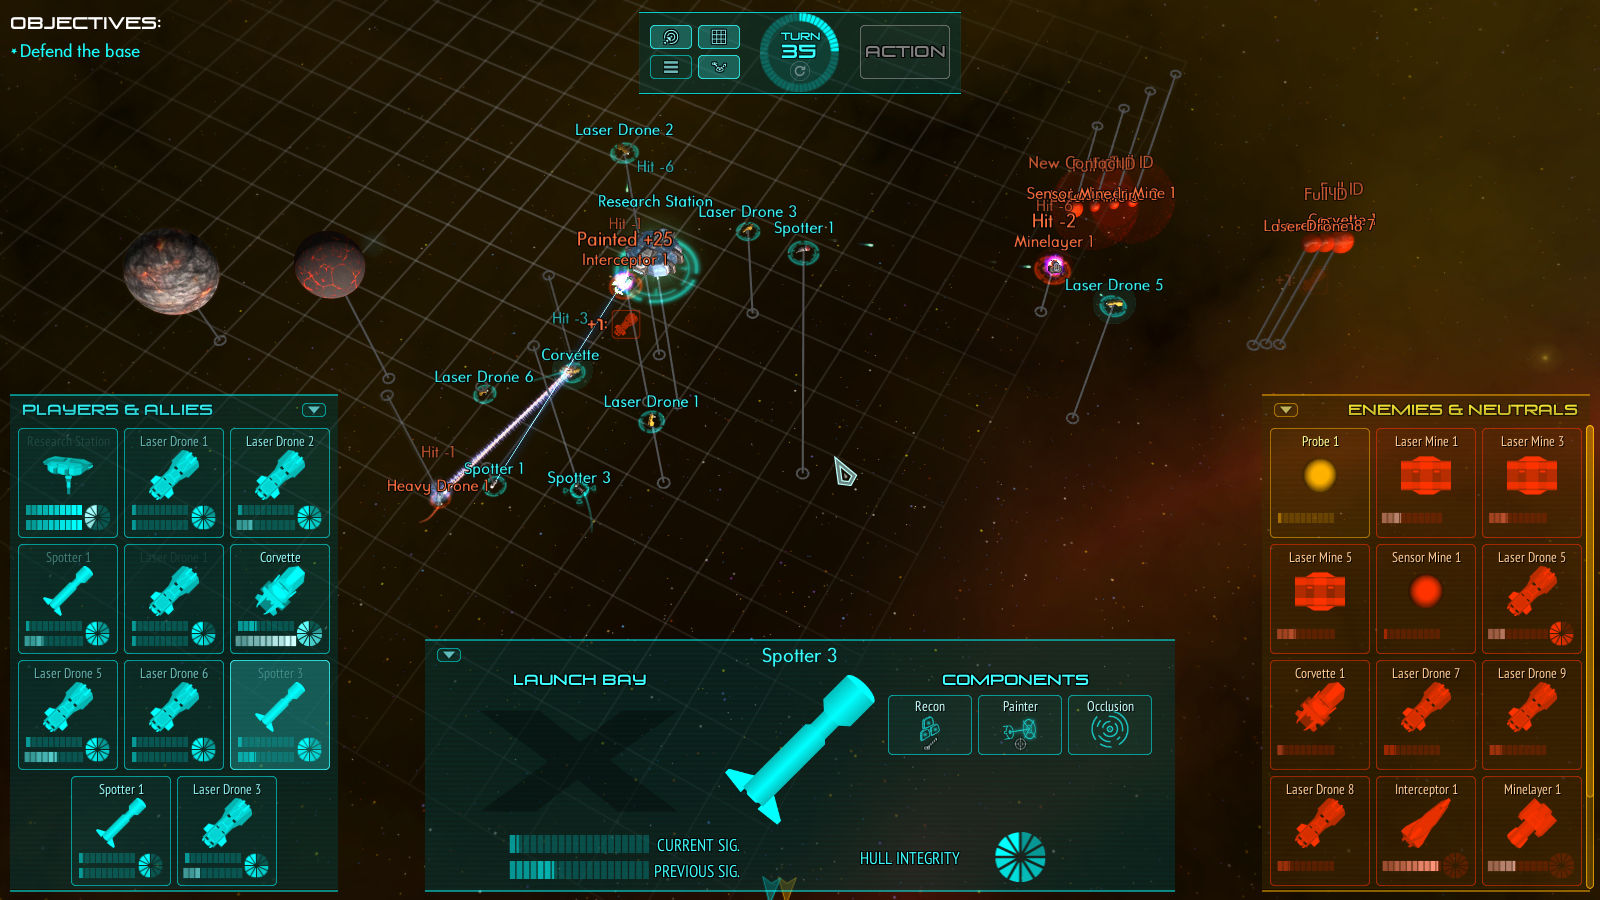 OBJECTIVES:
Defend the base
TURN
35
ACTION
Laser Drone 2
Hit -6
Research Station
Laser Drone 3
Spotter 1
Hit -1
Painted +25
Interceptor 1
Hit -3
+1:
Corvette
Laser Drone 6
Laser Drone 1
Hit -1
Spotter 1
Heavy Drone 1
Spotter 3
Hit -2
Minelayer 1
Laser Drone 5
PLAYERS & ALLIES
Research Station
Laser Drone 1
Laser Drone 2
Spotter 1
Laser Drone 1
Corvette
Laser Drone 5
Laser Drone 6
Spotter 3
Spotter 1
Laser Drone 3
Spotter 3
LAUNCH BAY
COMPONENTS
Recon
Painter
Occlusion
CURRENT SIG.
PREVIOUS SIG.
HULL INTEGRITY
ENEMIES & NEUTRALS
Probe 1
Laser Mine 1
Laser Mine 3
Laser Mine 5
Sensor Mine 1
Laser Drone 5
Corvette 1
Laser Drone 7
Laser Drone 9
Laser Drone 8
Interceptor 1
Minelayer 1